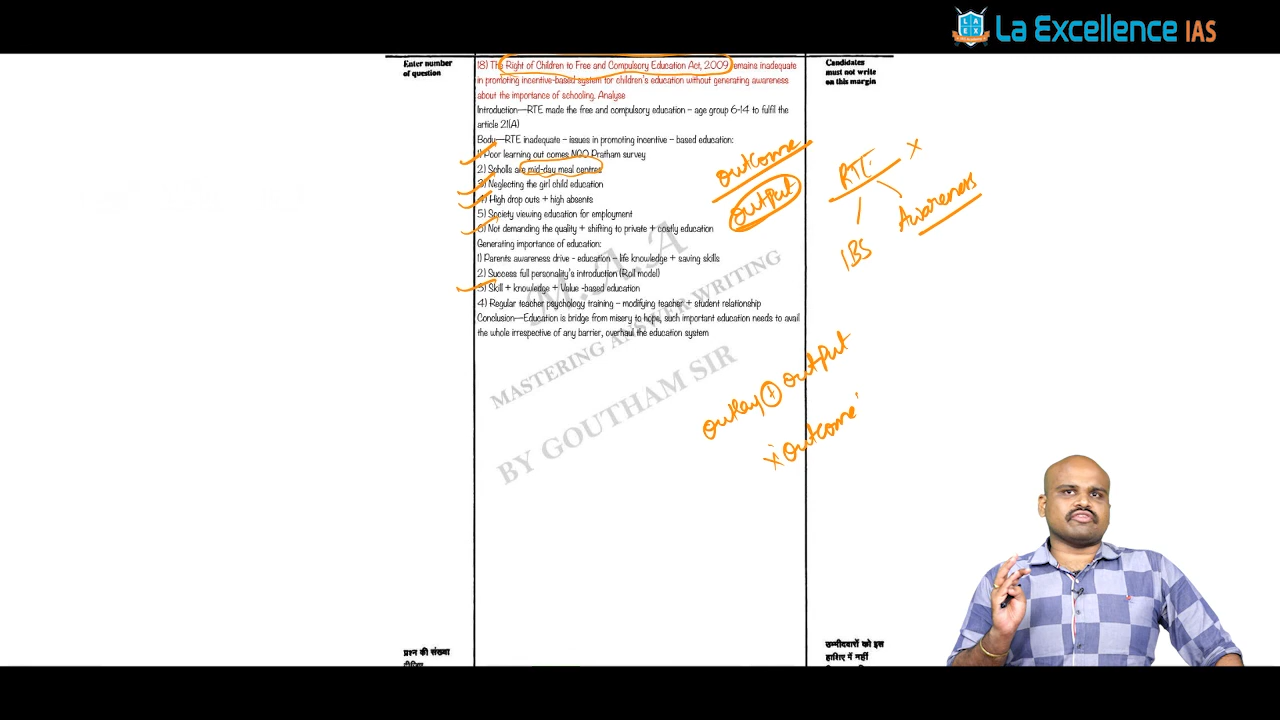 La Excellence IAS
LA
EX
Enter number
of question
18) The Right of Children to Free and Compulsory Education Act, 2009 remains inadequate
in promoting incentive-based system for children's education without generating awareness
about the importance of schooling. Analyse
Introduction—RTE made the free and compulsory education – age group 6-14 to fulfil the
article 21(A)
Body—RTE inadequate – issues in promoting incentive – based education:
1) Poor learning out comes NGO Pratham survey
2) Scholls are mid-day meal centres
3) Neglecting the girl child education
4) High drop outs + high absents
5) Society viewing education for employment
6) Not demanding the quality + shifting to private + costly education
Generating importance of education:
1) Parents awareness drive - education – life knowledge + saving skills
2) Success full personality's introduction (Roll model)
3) Skill + knowledge + Value -based education
4) Regular teacher psychology training – modifying teacher + student relationship
Conclusion—Education is bridge from misery to hope, such important education needs to avail
the whole irrespective of any barrier, overhaul the education system
M.A.A
MASTERING ANSWER WRITING
BY GOUTHAM SIR
Candidates
must not write
on this margin
outcome
output
RTE x
IBS
Awareness
outlay + output
x outcome
प्रश्न की संख्या
उम्मीदवारों को इस
हाशिए में नहीं